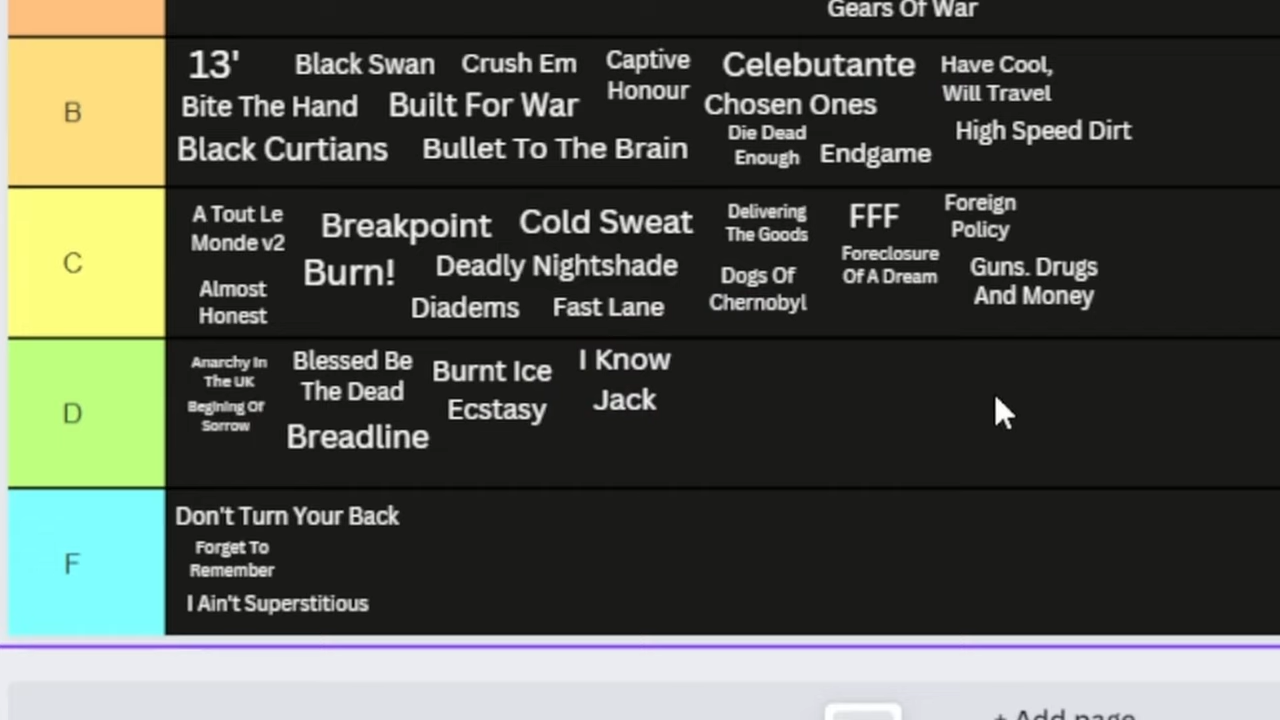 Gears Of War
B
13'
Black Swan
Crush Em
Captive
Honour
Celebutante
Have Cool,
Will Travel
Bite The Hand
Built For War
Chosen Ones
High Speed Dirt
Black Curtians
Bullet To The Brain
Die Dead
Enough
Endgame
C
A Tout Le
Monde v2
Breakpoint
Cold Sweat
Delivering
The Goods
FFF
Foreign
Policy
Almost
Honest
Burn!
Deadly Nightshade
Dogs Of
Chernobyl
Foreclosure
Of A Dream
Guns. Drugs
And Money
Diadems
Fast Lane
D
Anarchy In
The UK
Blessed Be
The Dead
Burnt Ice
I Know
Jack
Begining Of
Sorrow
Breadline
Ecstasy
F
Don't Turn Your Back
Forget To
Remember
I Ain't Superstitious
+ Add page